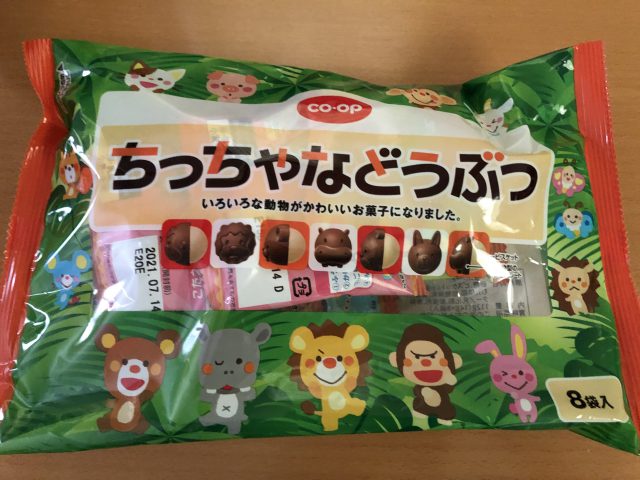 CO・OP
ちっちゃなどうぶつ
いろいろな動物がかわいいお菓子になりました。
2021.07.14
E20E
14 D
8袋入